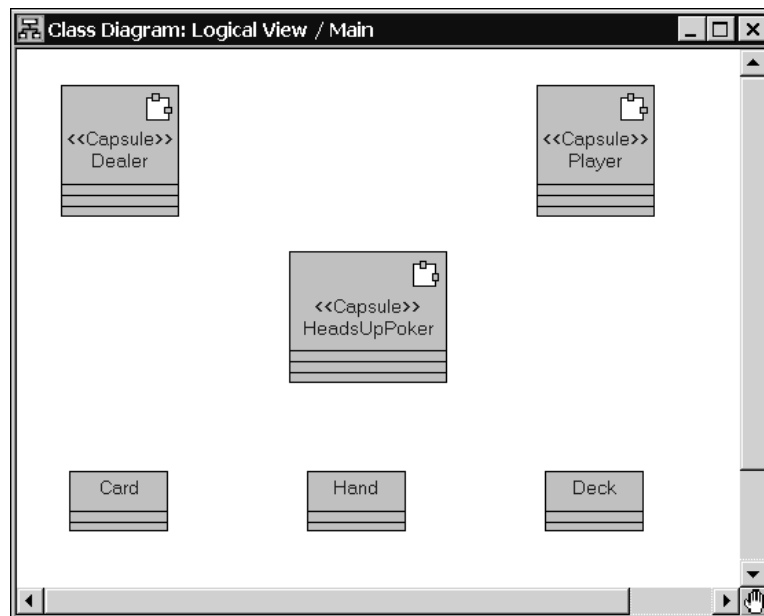 Class Diagram: Logical View / Main
<<Capsule>>
Dealer
<<Capsule>>
Player
<<Capsule>>
HeadsUpPoker
Card
Hand
Deck